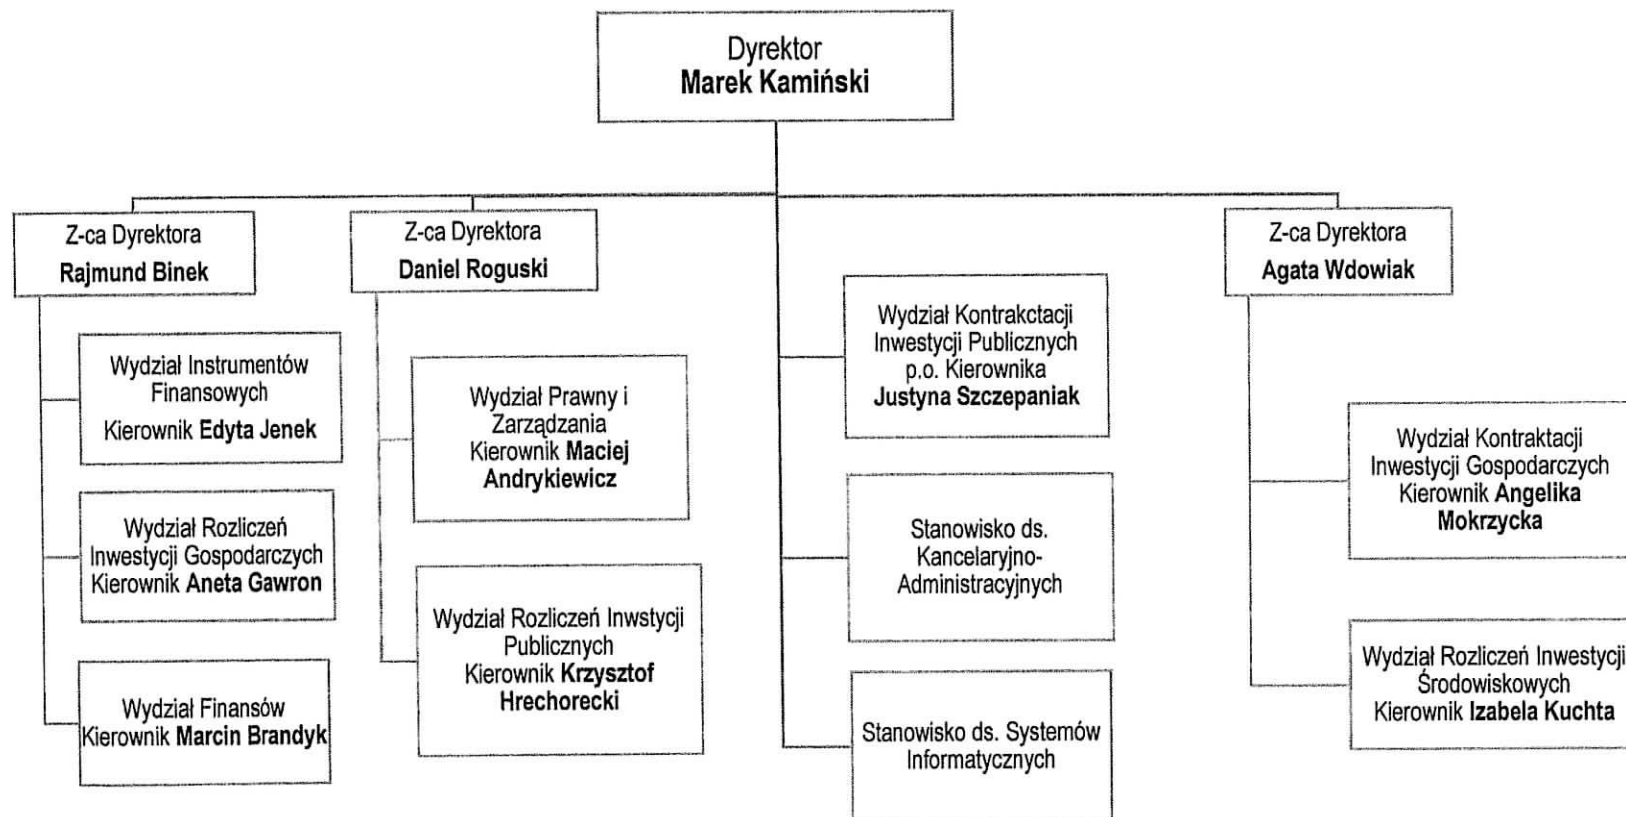 Dyrektor
Marek Kamiński
Z-ca Dyrektora
Rajmund Binek
Wydział Instrumentów
Finansowych
Kierownik Edyta Jenek
Wydział Rozliczeń
Inwestycji Gospodarczych
Kierownik Aneta Gawron
Wydział Finansów
Kierownik Marcin Brandyk
Z-ca Dyrektora
Daniel Roguski
Wydział Prawny i
Zarządzania
Kierownik Maciej
Andrykiewicz
Wydział Rozliczeń Inwstycji
Publicznych
Kierownik Krzysztof
Hrechorecki
Wydział Kontrakctacji
Inwestycji Publicznych
p.o. Kierownika
Justyna Szczepaniak
Stanowisko ds.
Kancelaryjno-
Administracyjnych
Stanowisko ds. Systemów
Informatycznych
Z-ca Dyrektora
Agata Wdowiak
Wydział Kontraktacji
Inwestycji Gospodarczych
Kierownik Angelika
Mokrzycka
Wydział Rozliczeń Inwestycji
Środowiskowych
Kierownik Izabela Kuchta